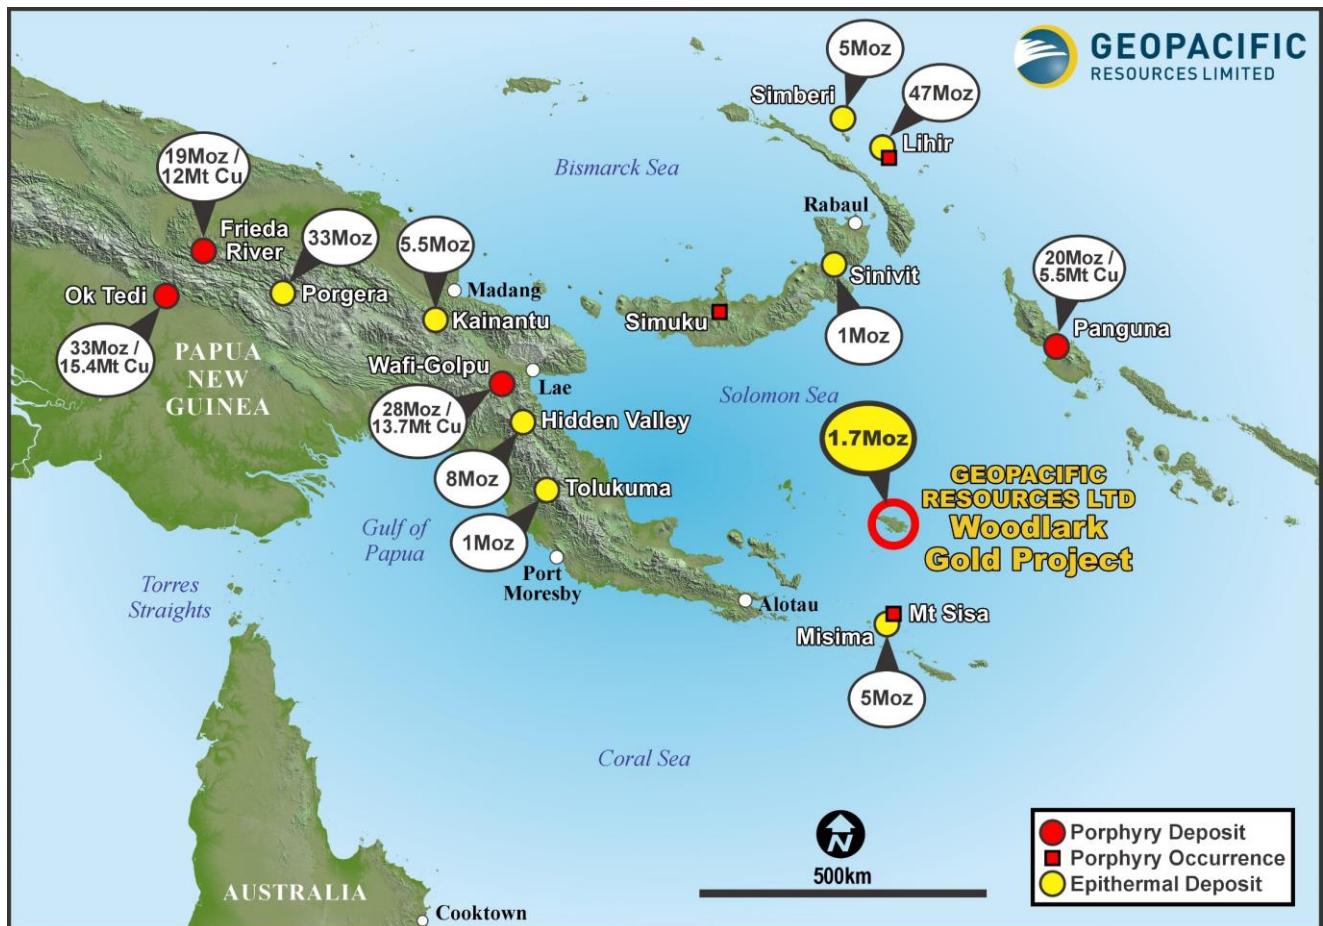 GEOPACIFIC
RESOURCES LIMITED
5Moz
Simberi
47Moz
Lihir
19Moz /
12Mt Cu
Bismarck Sea
Rabaul
Frieda
River
33Moz
5.5Moz
Sinivit
20Moz /
5.5Mt Cu
Ok Tedi
Porgera
Madang
Kainantu
Simuku
1Moz
Panguna
33Moz /
15.4Mt Cu
PAPUA
NEW
GUINEA
Wafi-Golpu
Lae
Solomon Sea
28Moz /
13.7Mt Cu
Hidden Valley
1.7Moz
8Moz
GEOPACIFIC
RESOURCES LTD
Woodlark
Gold Project
Tolukuma
Gulf of
Papua
1Moz
Port
Moresby
Torres
Straights
Alotau
Mt Sisa
Misima
5Moz
Coral Sea
N
500km
Porphyry Deposit
Porphyry Occurrence
Epithermal Deposit
AUSTRALIA
Cooktown